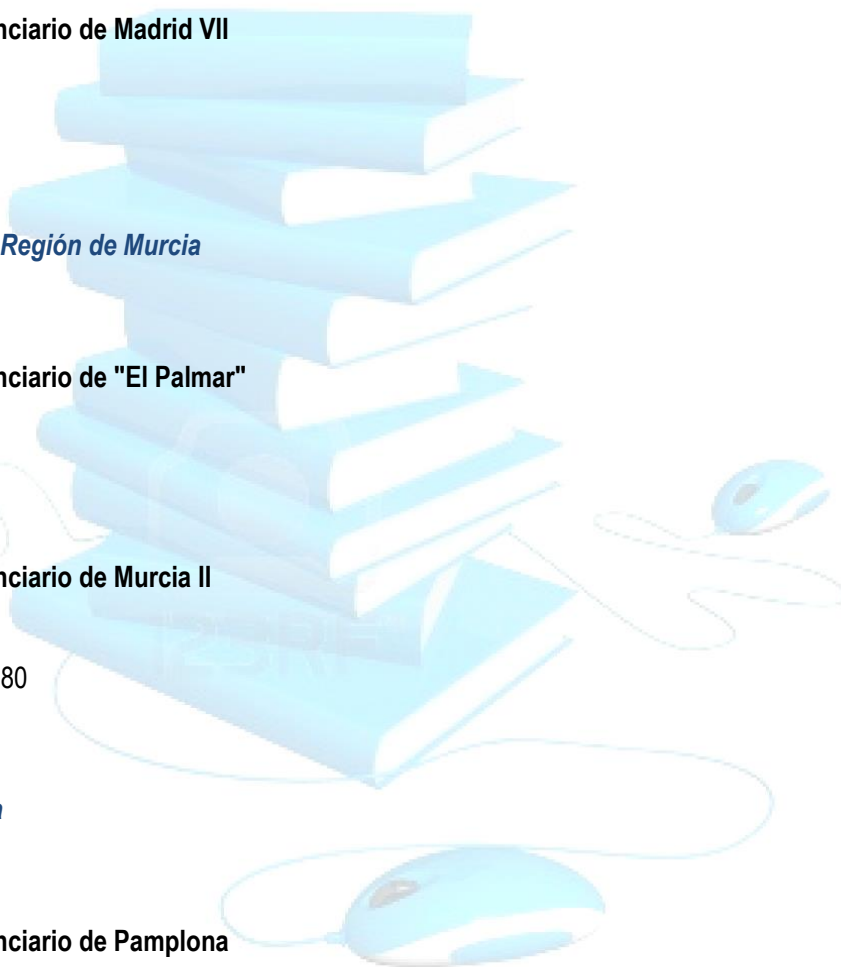 nciario de Madrid VII
Región de Murcia
nciario de "El Palmar"
nciario de Murcia II
80
a
nciario de Pamplona